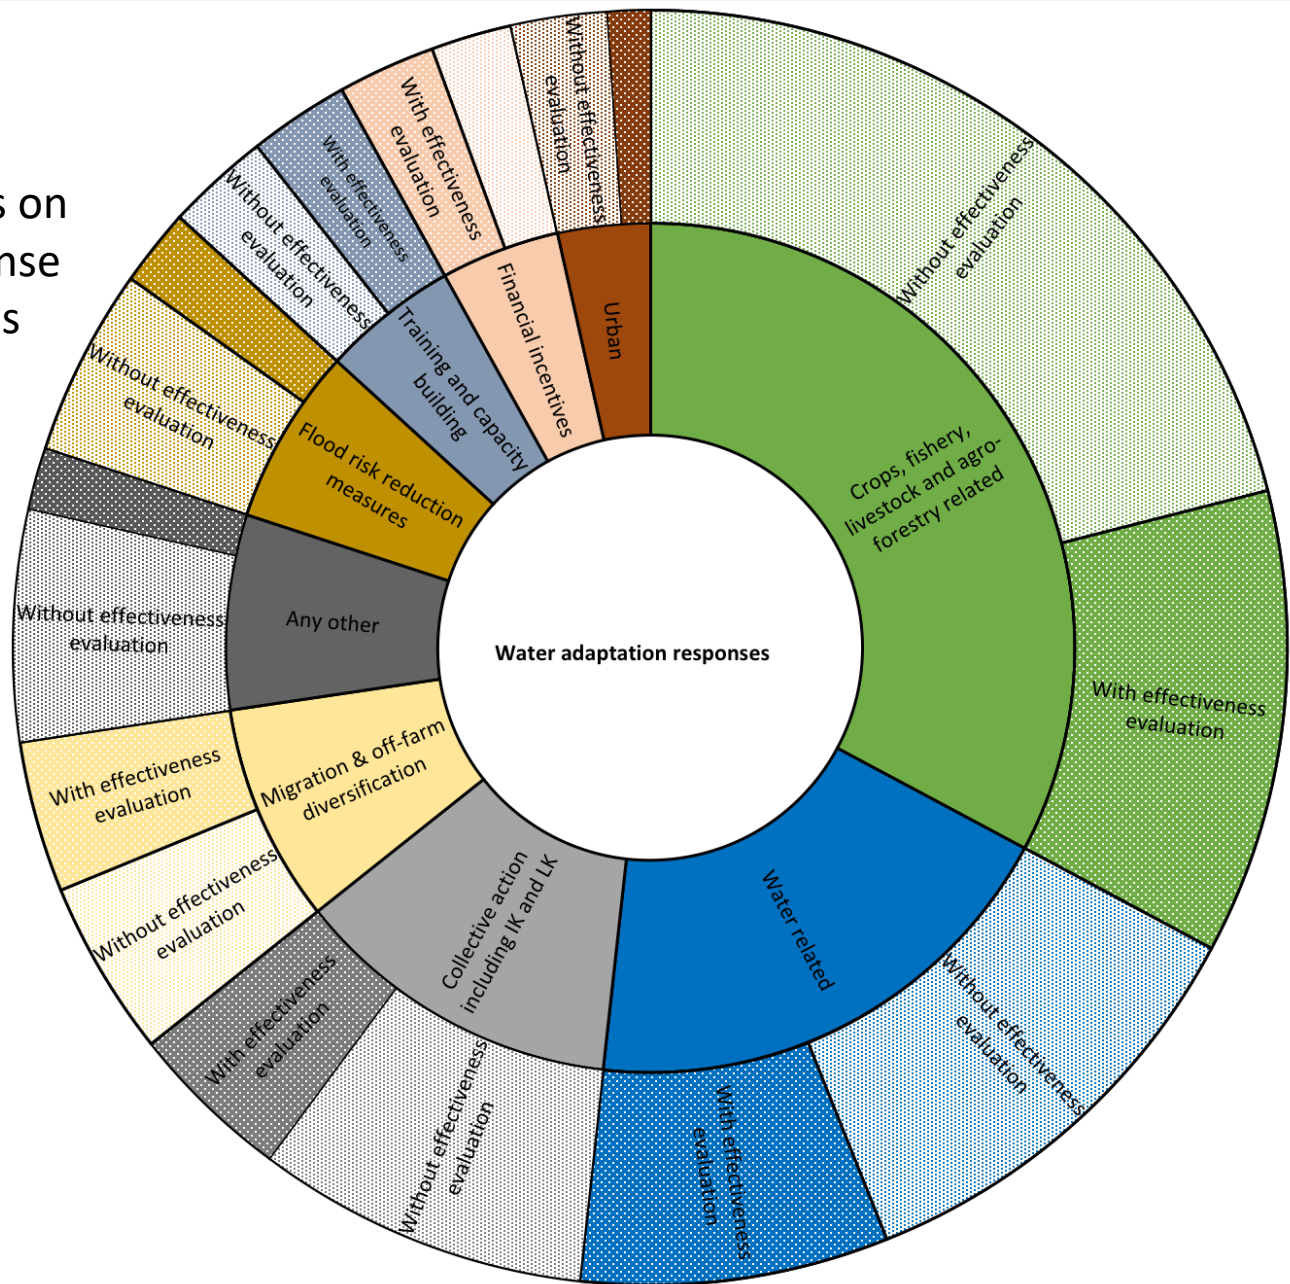 s on
nse
s
Water adaptation responses
Crops, fishery,
livestock and agro-
forestry related
Without effectiveness
evaluation
With effectiveness
evaluation
Water related
Without effectiveness
evaluation
With effectiveness
evaluation
Collective action
including IK and LK
Without effectiveness
evaluation
With effectiveness
evaluation
Migration & off-farm
diversification
Without effectiveness
evaluation
With effectiveness
evaluation
Any other
Without effectiveness
evaluation
Flood risk reduction
measures
Without effectiveness
evaluation
Training and capacity
building
Without effectiveness
evaluation
With effectiveness
evaluation
Financial incentives
With effectiveness
evaluation
Urban
Without effectiveness
evaluation